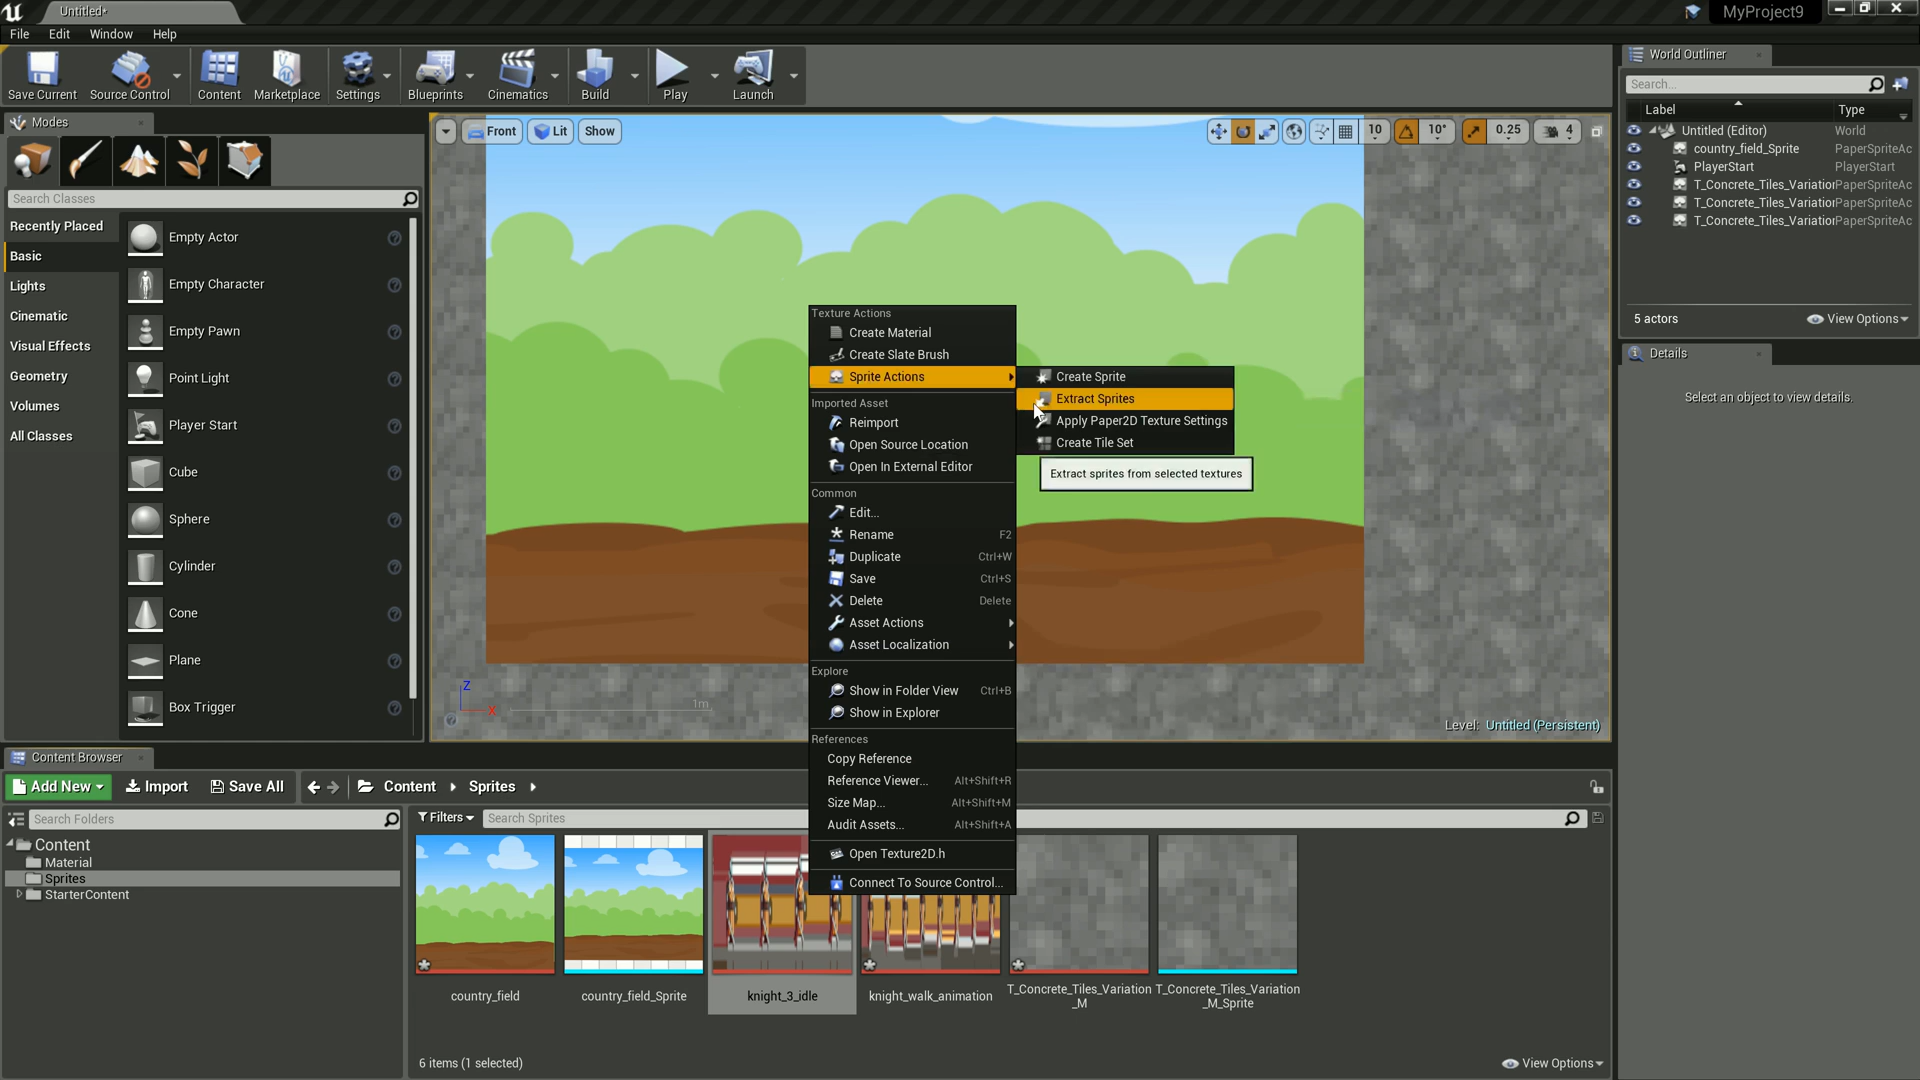 Untitled*
MyProject9
File Edit Window Help
Save Current
Source Control
Content
Marketplace
Settings
Blueprints
Cinematics
Build
Play
Launch
Modes
Search Classes
Recently Placed
Basic
Lights
Cinematic
Visual Effects
Geometry
Volumes
All Classes
Empty Actor
Empty Character
Empty Pawn
Point Light
Player Start
Cube
Sphere
Cylinder
Cone
Plane
Box Trigger
Front
Lit
Show
10
10°
0.25
4
Texture Actions
Create Material
Create Slate Brush
Sprite Actions
Imported Asset
Reimport
Open Source Location
Open In External Editor
Common
Edit...
Rename F2
Duplicate Ctrl+W
Save Ctrl+S
Delete Delete
Asset Actions
Asset Localization
Explore
Show in Folder View Ctrl+B
Show in Explorer
References
Copy Reference
Reference Viewer... Alt+Shift+R
Size Map... Alt+Shift+M
Audit Assets... Alt+Shift+A
Open Texture2D.h
Connect To Source Control...
Create Sprite
Extract Sprites
Apply Paper2D Texture Settings
Create Tile Set
Extract sprites from selected textures
Z
X
1m
Level: Untitled (Persistent)
World Outliner
Search...
Label Type
Untitled (Editor) World
country_field_Sprite PaperSpriteAc
PlayerStart PlayerStart
T_Concrete_Tiles_Variation PaperSpriteAc
T_Concrete_Tiles_Variation PaperSpriteAc
T_Concrete_Tiles_Variation PaperSpriteAc
5 actors
View Options
Details
Select an object to view details.
Content Browser
Add New
Import
Save All
Content
Sprites
Search Folders
Content
Material
Sprites
StarterContent
Filters
Search Sprites
country_field
country_field_Sprite
knight_3_idle
knight_walk_animation
T_Concrete_Tiles_Variation
_M
T_Concrete_Tiles_Variation
_M_Sprite
6 items (1 selected)
View Options